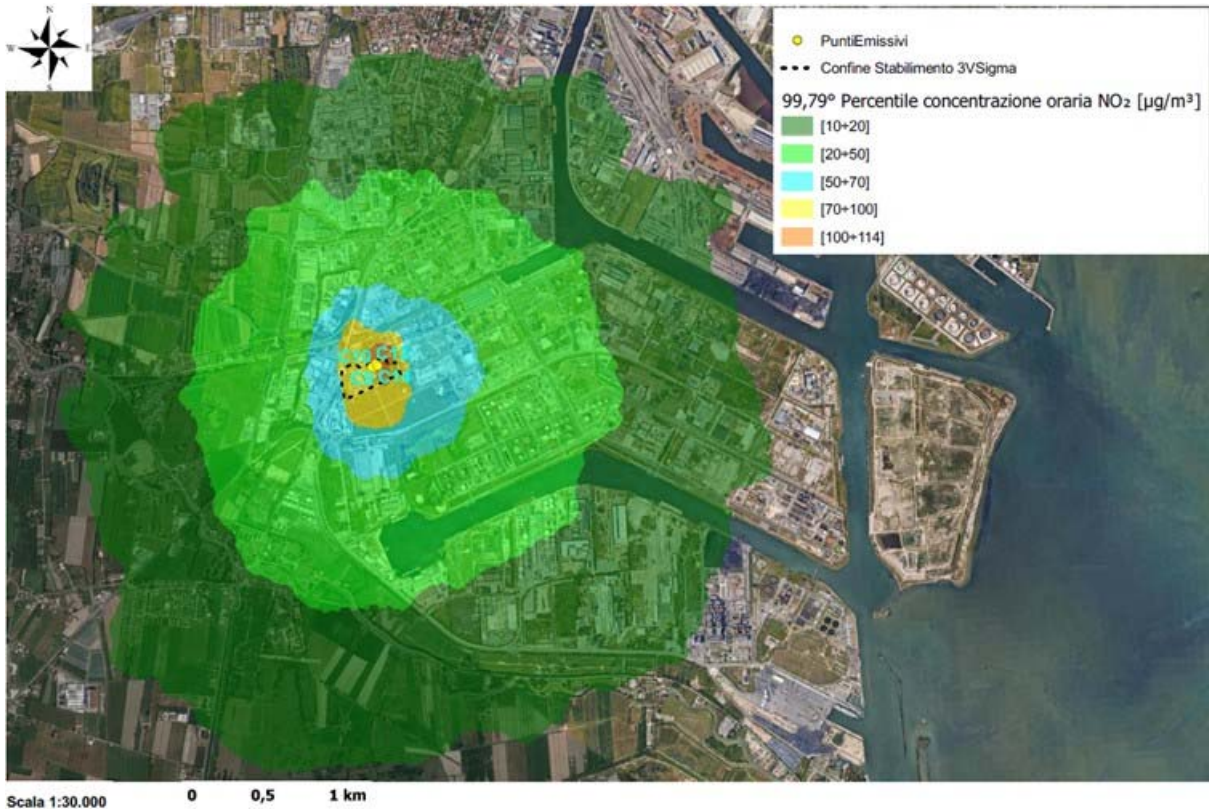 N
W
E
S
PuntiEmissivi
Confine Stabilimento 3VSigma
99,79° Percentile concentrazione oraria NO₂ [µg/m³]
[10÷20]
[20÷50]
[50÷70]
[70÷100]
[100÷114]
Scala 1:30.000
0 0,5 1 km